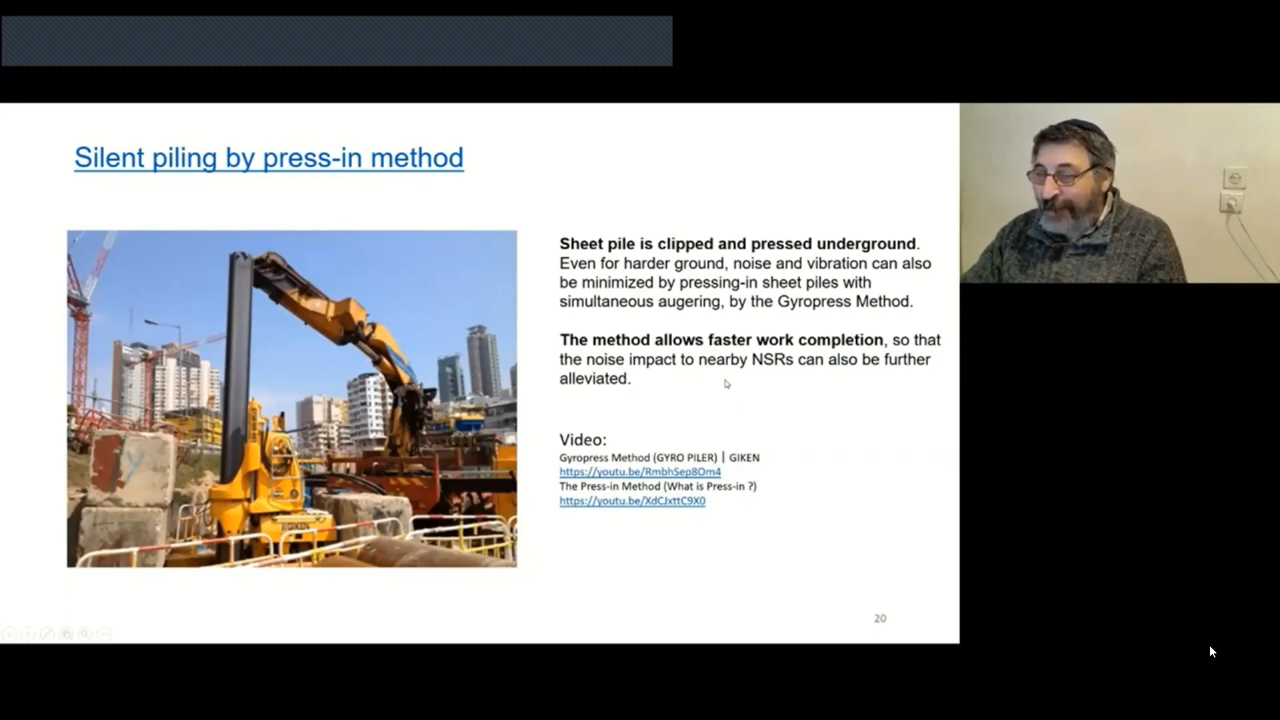 Silent piling by press-in method
Sheet pile is clipped and pressed underground.
Even for harder ground, noise and vibration can also
be minimized by pressing-in sheet piles with
simultaneous augering, by the Gyropress Method.
The method allows faster work completion, so that
the noise impact to nearby NSRs can also be further
alleviated.
Video:
Gyropress Method (GYRO PILER) | GIKEN
https://youtu.be/RmbhSep8Om4
The Press-in Method (What is Press-in ?)
https://youtu.be/XdCJxttC9X0
GIKEN
20